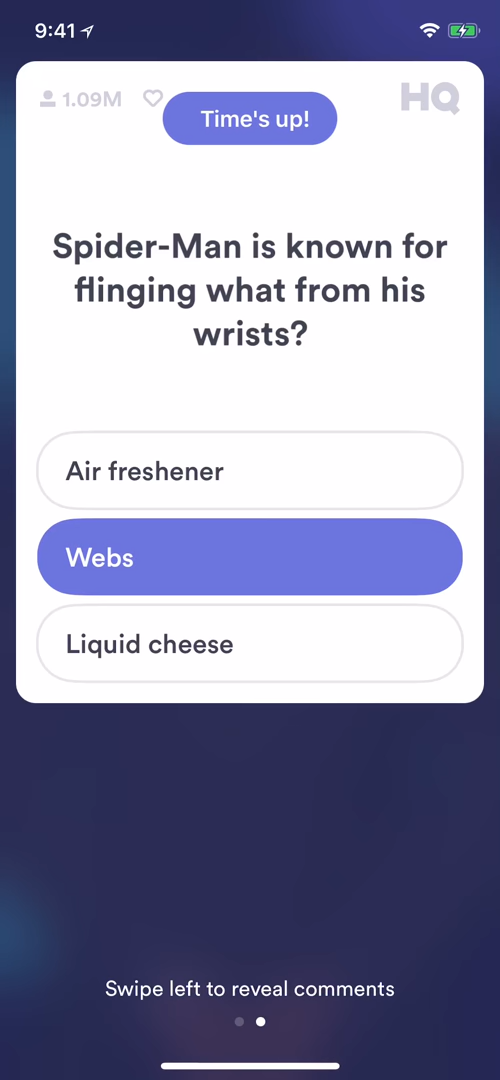 9:41
1.09M
HQ
Time's up!
Spider-Man is known for
flinging what from his
wrists?
Air freshener
Webs
Liquid cheese
Swipe left to reveal comments